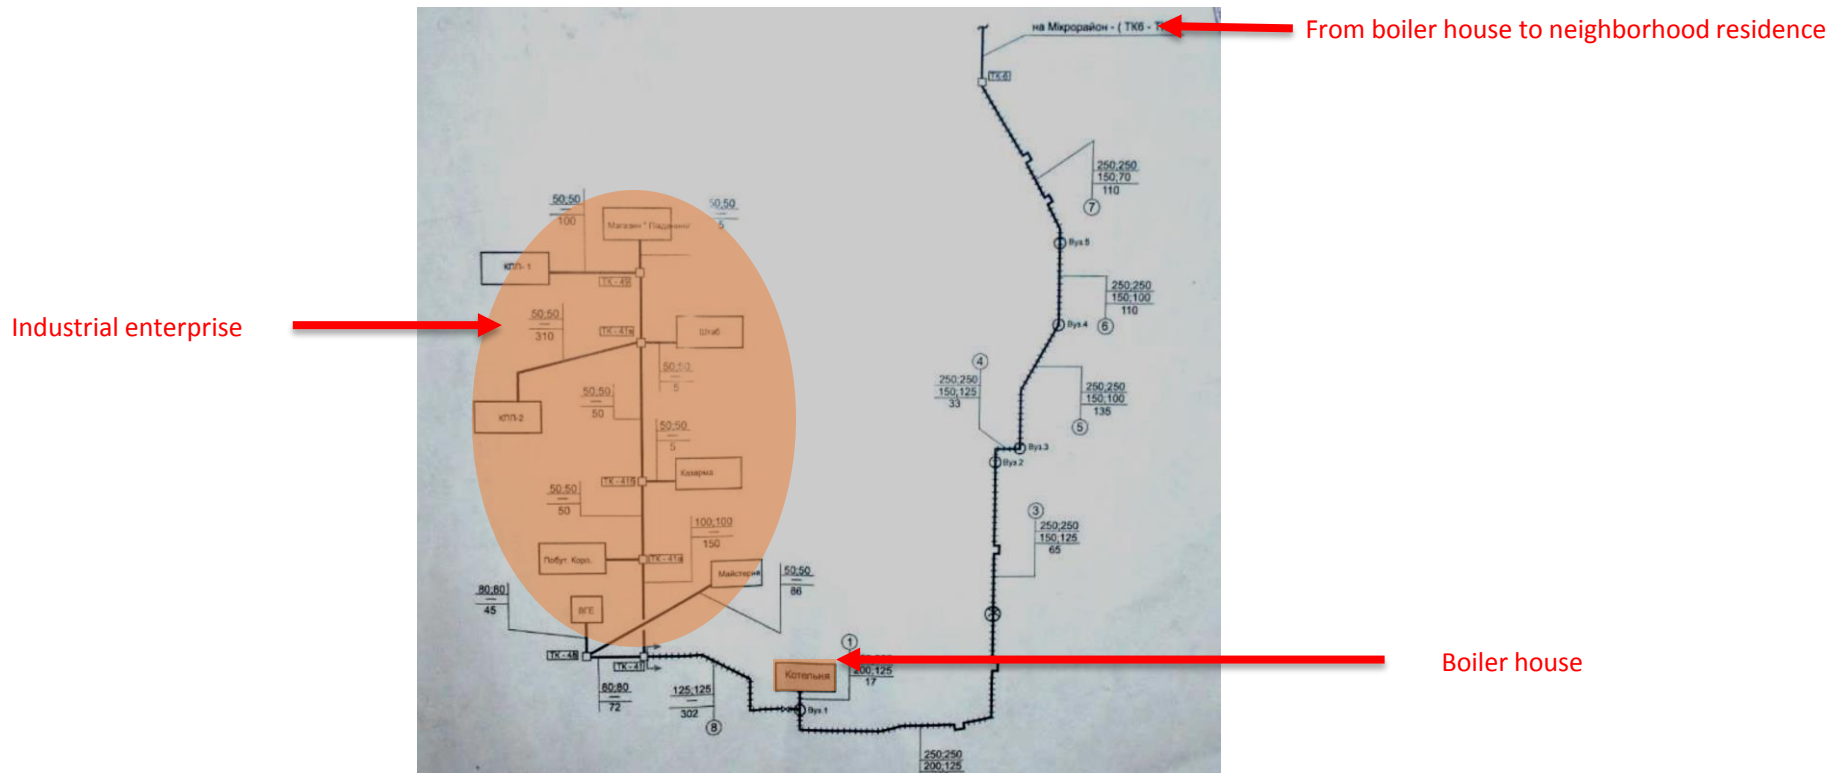 на Мікрорайон - ( ТК6 -
From boiler house to neighborhood residence
Т5;6
250;250
150;70
110
7
50;50
100
50;50
5
Магазин "
КПП- 1
ТК - 49
Вуз.5
250;250
150;100
110
6
Вуз.4
Industrial enterprise
50;50
310
ТК - 41в
Штаб
50;50
5
4
250;250
150;125
33
250;250
150;100
135
5
КПП-2
50;50
50
50;50
5
Вуз.3
Вуз.2
Казарма
ТК - 41б
50;50
50
100;100
150
3
250;250
150;125
65
Побут. Коро.
ТК - 41а
Майстерня
50;50
86
80;80
45
ВГЕ
ТК - 48
ТК - 41
80;80
72
125;125
302
8
1
200;125
17
Котельня
Boiler house
Вуз.1
250;250
200;125